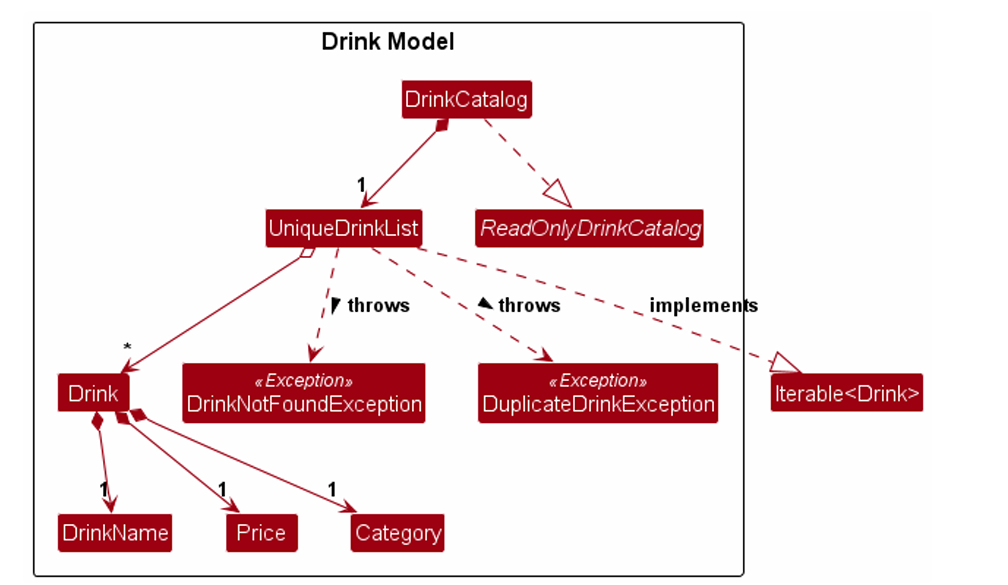 Drink Model
DrinkCatalog
1
UniqueDrinkList
ReadOnlyDrinkCatalog
throws
throws
implements
*
Drink
«Exception»
DrinkNotFoundException
«Exception»
DuplicateDrinkException
Iterable<Drink>
1
1
1
DrinkName
Price
Category